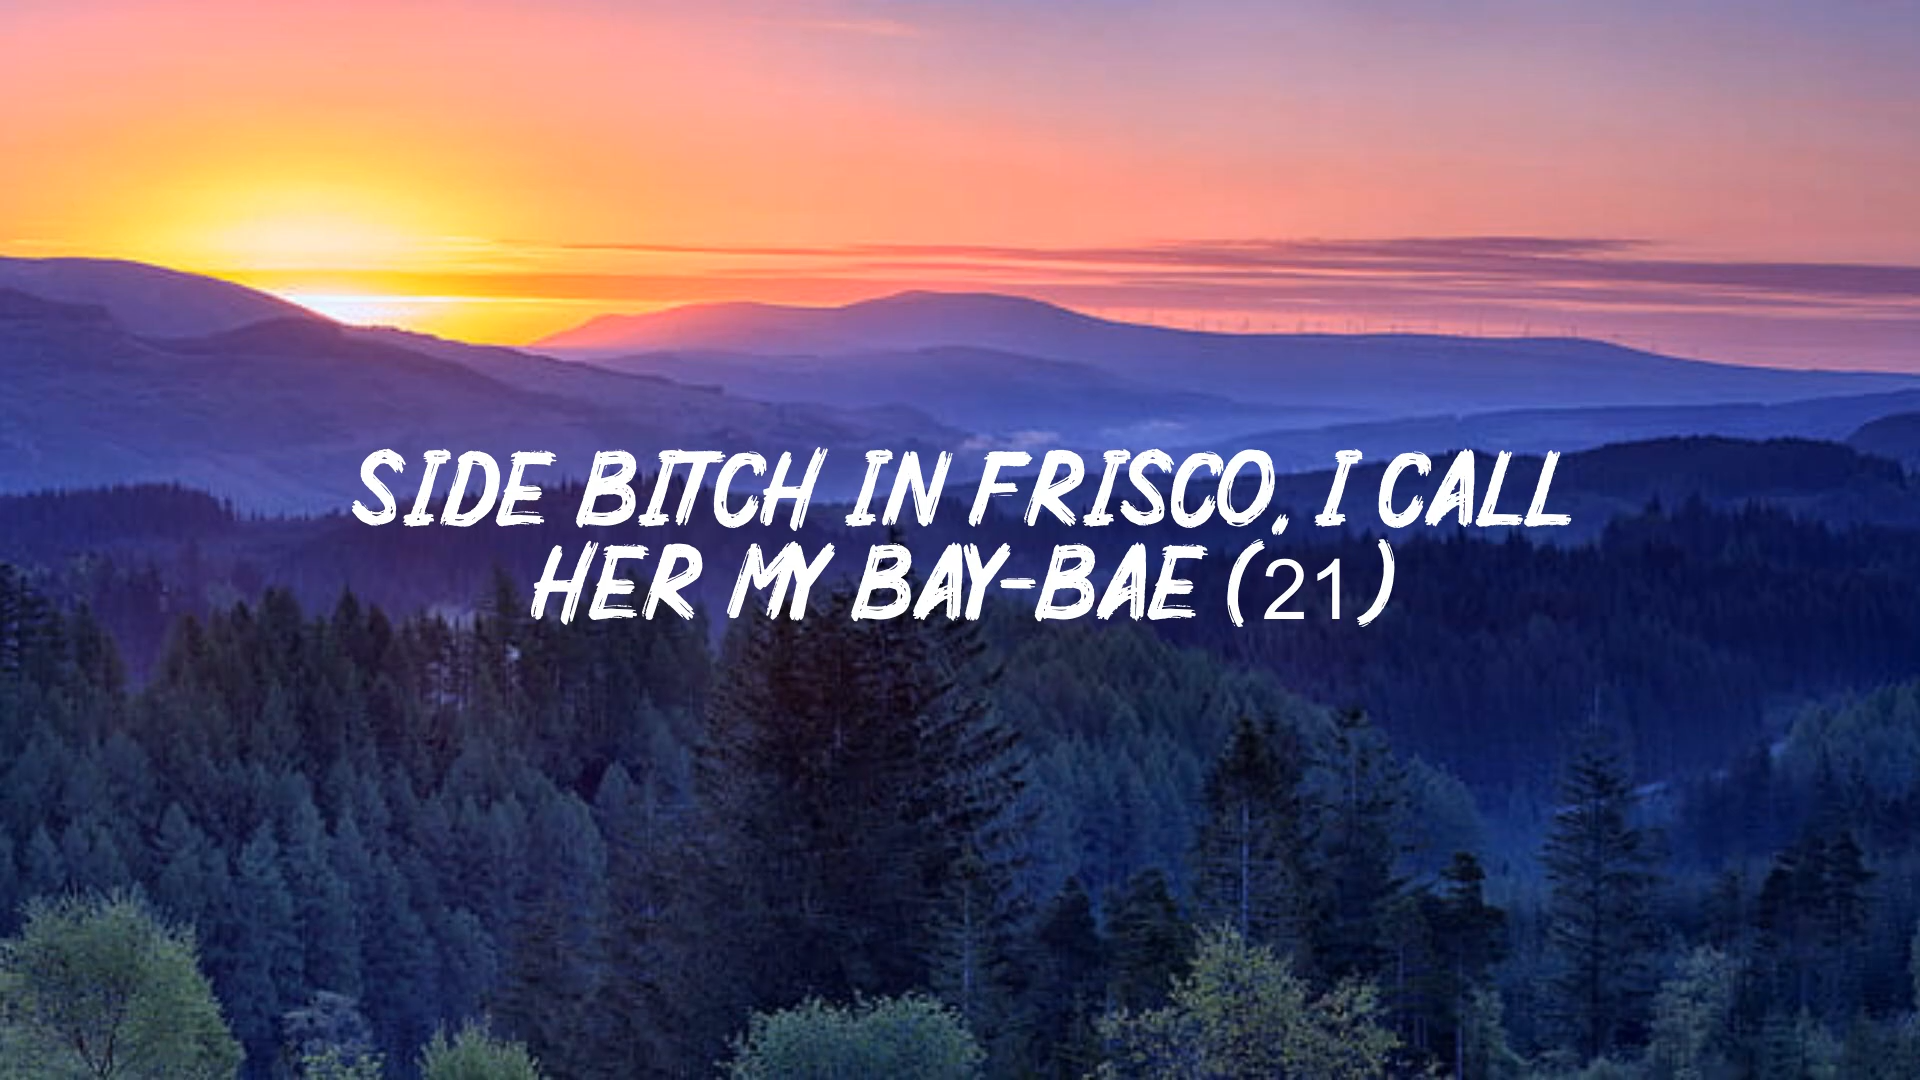 SIDE BITCH IN FRISCO, I CALL
HER MY BAY-BAE (21)